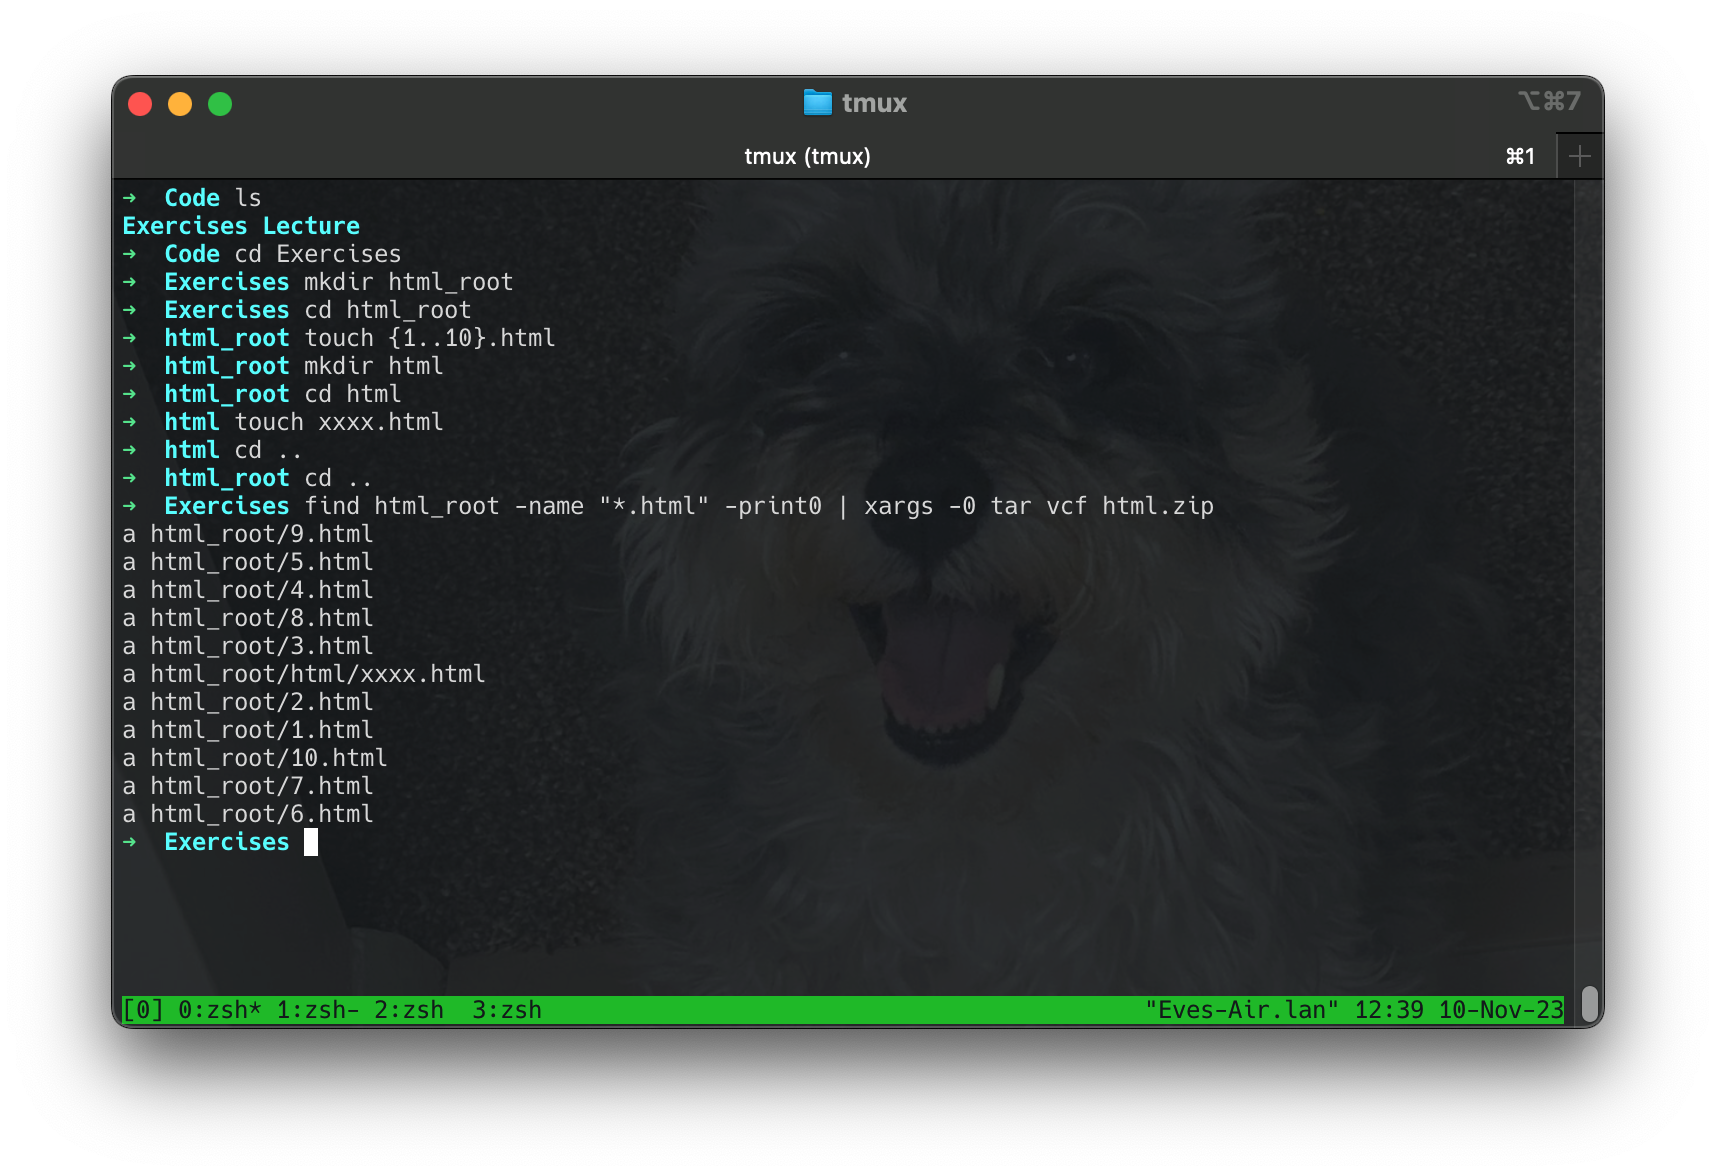 tmux
⌥⌘7
tmux (tmux)
⌘1
+
➜ Code ls
Exercises Lecture
➜ Code cd Exercises
➜ Exercises mkdir html_root
➜ Exercises cd html_root
➜ html_root touch {1..10}.html
➜ html_root mkdir html
➜ html_root cd html
➜ html touch xxxx.html
➜ html cd ..
➜ html_root cd ..
➜ Exercises find html_root -name "*.html" -print0 | xargs -0 tar vcf html.zip
a html_root/9.html
a html_root/5.html
a html_root/4.html
a html_root/8.html
a html_root/3.html
a html_root/html/xxxx.html
a html_root/2.html
a html_root/1.html
a html_root/10.html
a html_root/7.html
a html_root/6.html
➜ Exercises
[0] 0:zsh* 1:zsh- 2:zsh  3:zsh "Eves-Air.lan" 12:39 10-Nov-23